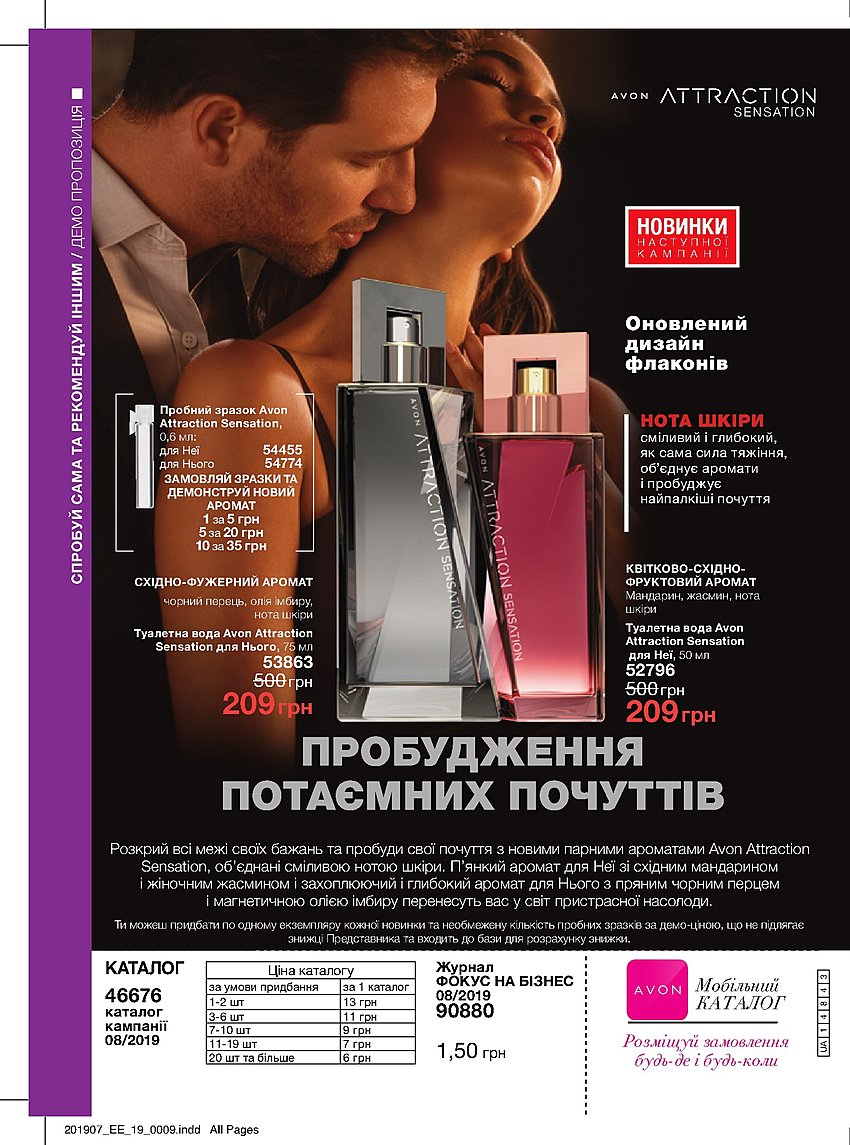 СПРОБУЙ САМА ТА РЕКОМЕНДУЙ ІНШИМ / ДЕМО ПРОПОЗИЦІЯ
AVON ATTRACTION
SENSATION
НОВИНКИ
НАСТУПНОЇ
КАМПАНІЇ
Оновлений
дизайн
флаконів
Пробний зразок Avon
Attraction Sensation,
0,6 мл:
для Неї 54455
для Нього 54774
ЗАМОВЛЯЙ ЗРАЗКИ ТА
ДЕМОНСТРУЙ НОВИЙ
АРОМАТ
1 за 5 грн
5 за 20 грн
10 за 35 грн
НОТА ШКІРИ
сміливий і глибокий,
як сама сила тяжіння,
об’єднує аромати
і пробуджує
найпалкіші почуття
AVON
ATTRACTION SENSATION
AVON
ATTRACTION SENSATION
СХІДНО-ФУЖЕРНИЙ АРОМАТ
чорний перець, олія імбиру,
нота шкіри
Туалетна вода Avon Attraction
Sensation для Нього, 75 мл
53863
500 грн
209 грн
КВІТКОВО-СХІДНО-
ФРУКТОВИЙ АРОМАТ
Мандарин, жасмин, нота
шкіри
Туалетна вода Avon
Attraction Sensation
для Неї, 50 мл
52796
500 грн
209 грн
ПРОБУДЖЕННЯ
ПОТАЄМНИХ ПОЧУТТІВ
Розкрий всі межі своїх бажань та пробуди свої почуття з новими парними ароматами Avon Attraction
Sensation, об’єднані сміливою нотою шкіри. П’янкий аромат для Неї зі східним мандарином
і жіночним жасмином і захоплюючий і глибокий аромат для Нього з пряним чорним перцем
і магнетичною олією імбиру перенесуть вас у світ пристрасної насолоди.
Ти можеш придбати по одному екземпляру кожної новинки та необмежену кількість пробних зразків за демо-ціною, що не підлягає
знижці Представника та входить до бази для розрахунку знижки.
КАТАЛОГ
46676
каталог
кампанії
08/2019
Ціна каталогу
за умови придбання за 1 каталог
1-2 шт 13 грн
3-6 шт 11 грн
7-10 шт 9 грн
11-19 шт 7 грн
20 шт та більше 6 грн
Журнал
ФОКУС НА БІЗНЕС
08/2019
90880
1,50 грн
AVON
Мобільний
КАТАЛОГ
Розміщуй замовлення
будь-де і будь-коли
UA 1 4 8 4 3
201907_EE_19_0009.indd All Pages